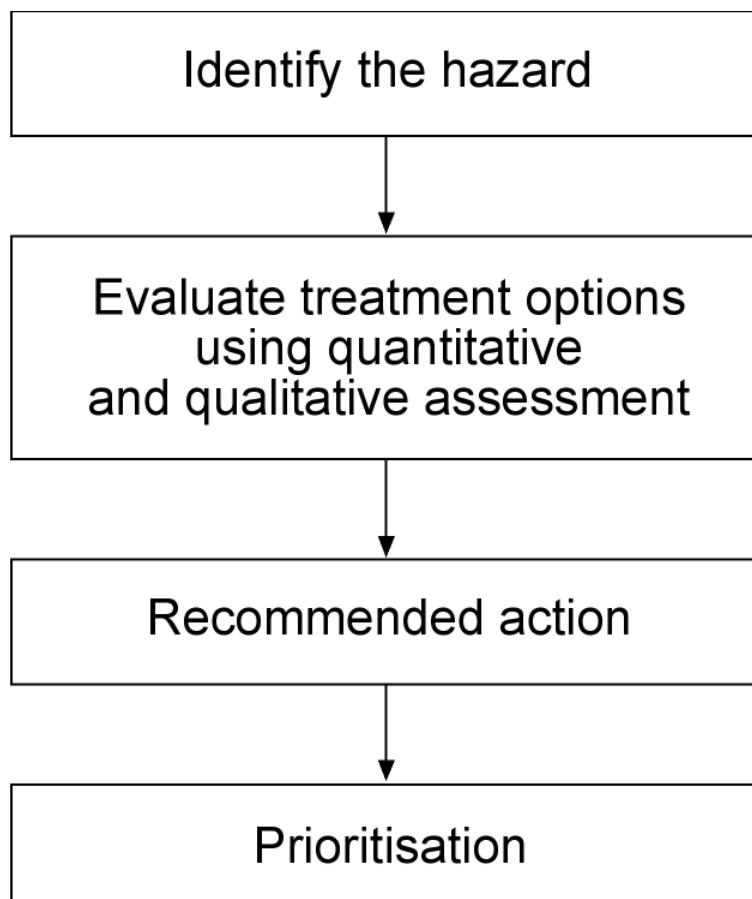 Identify the hazard
Evaluate treatment options
using quantitative
and qualitative assessment
Recommended action
Prioritisation